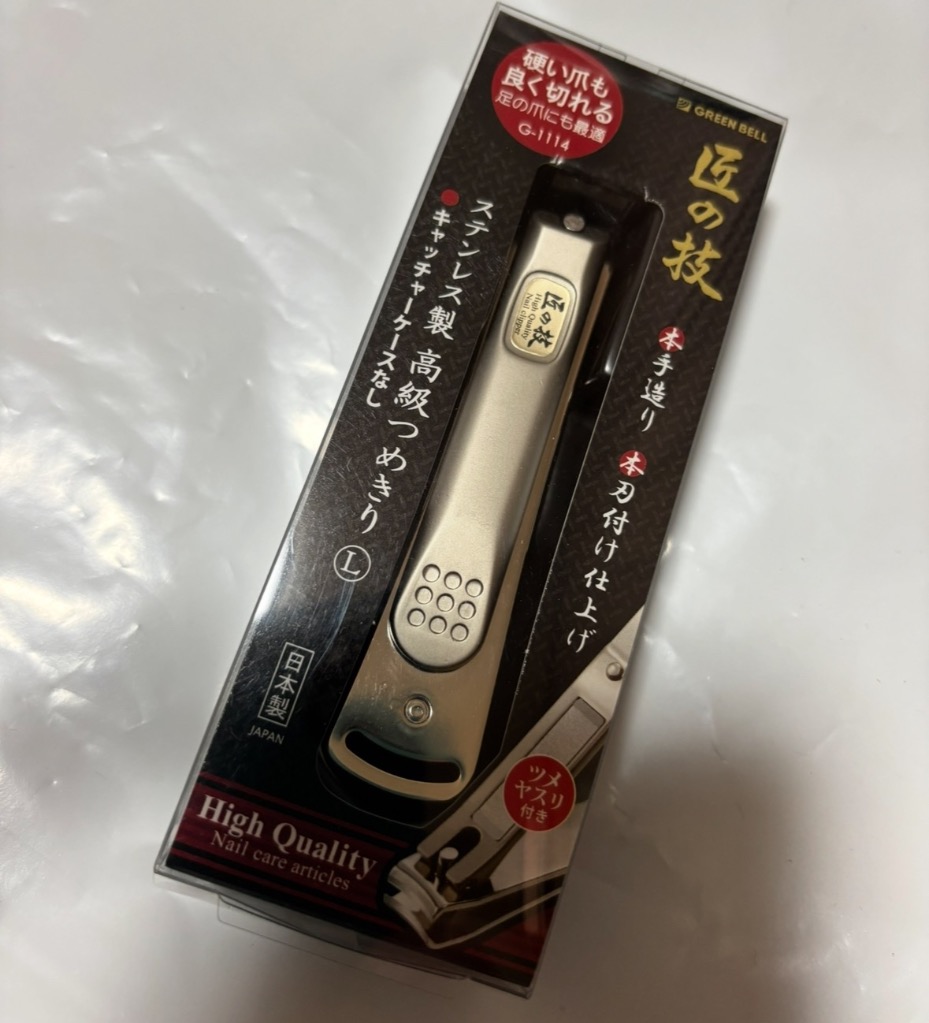 硬い爪も
良く切れる
足の爪にも最適
G-1114
GREEN BELL
匠の技
本手造り
本刃付け仕上げ
ステンレス製 高級つめきり Ⓛ
●キャッチャーケースなし
匠の技
High Quality
Nail clipper
日本製
JAPAN
ツメ
ヤスリ
付き
High Quality
Nail care articles